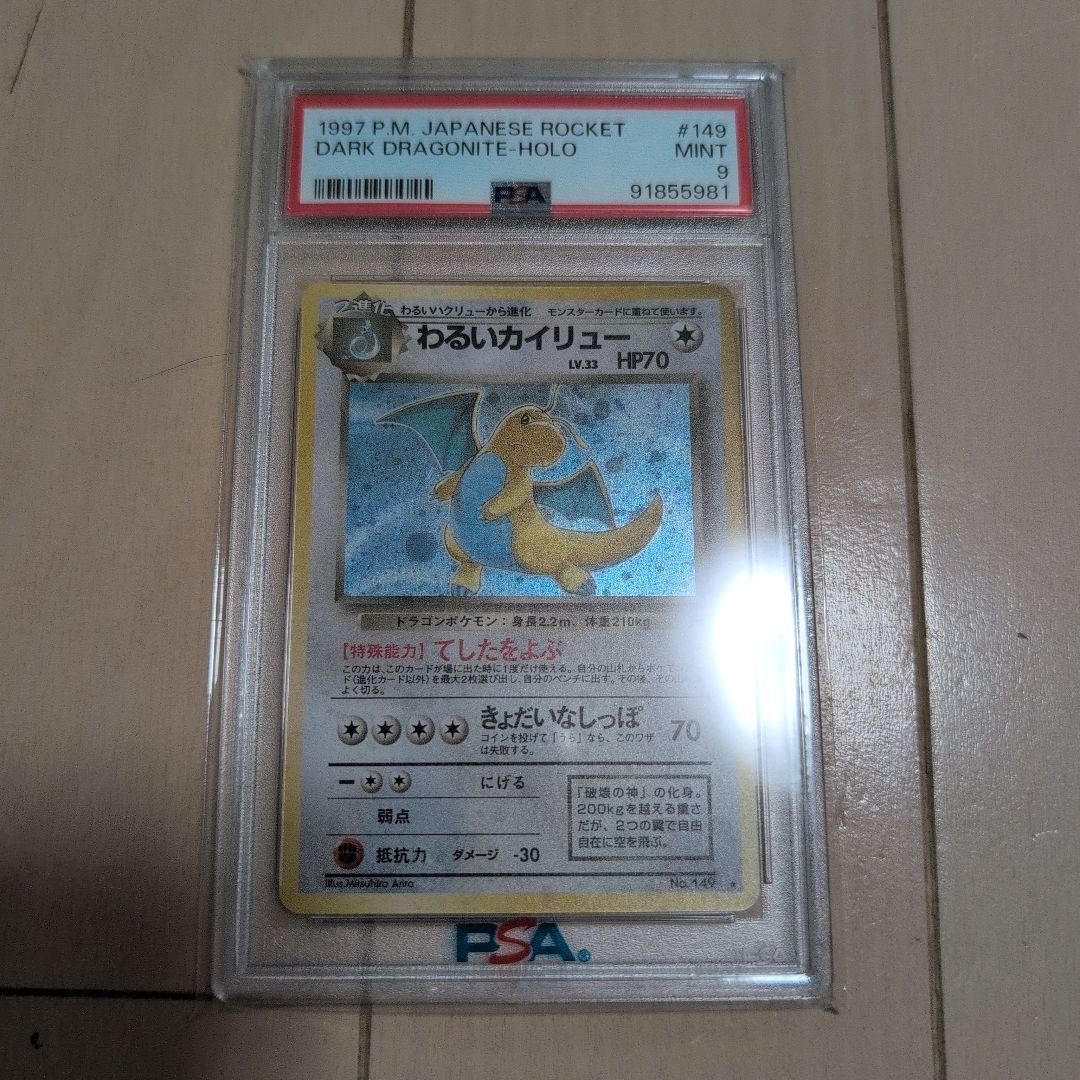 1997 P.M. JAPANESE ROCKET #149
DARK DRAGONITE-HOLO MINT
9
PSA 91855981
2進化 わるいハクリューから進化 モンスターカードに重ねて使います。
わるいカイリュー
LV.33 HP70
ドラゴンポケモン：身長2.2m、体重210kg
【特殊能力】てしたをよぶ
この力は、このカードが場に出た時に1度だけ使える。自分の山札からポケモン
ド(進化カード以外)を最大2枚選び出し、自分のベンチに出す。その後、その山
よく切る。
きょだいなしっぽ 70
コインを投げて「うら」なら、このワザ
は失敗する。
ー にげる
弱点
抵抗力 ダメージ -30
「破壊の神」の化身。
200kgを越える重さ
だが、2つの翼で自由
自在に空を飛ぶ。
Illus.Mitsuhiro Arita No.149 ★
PSA®